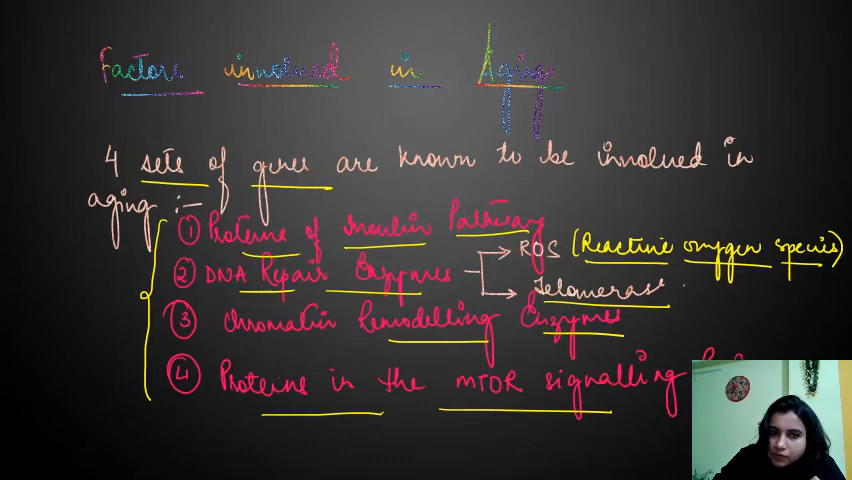 Factors involved in Aging
4 sets of genes are known to be involved in
aging :-
① Proteins of Insulin Pathway
② DNA Repair Enzymes → ROS (Reactive oxygen species)
→ Telomerase
③ Chromatin Remodelling Enzymes
④ Proteins in the MTOR signalling